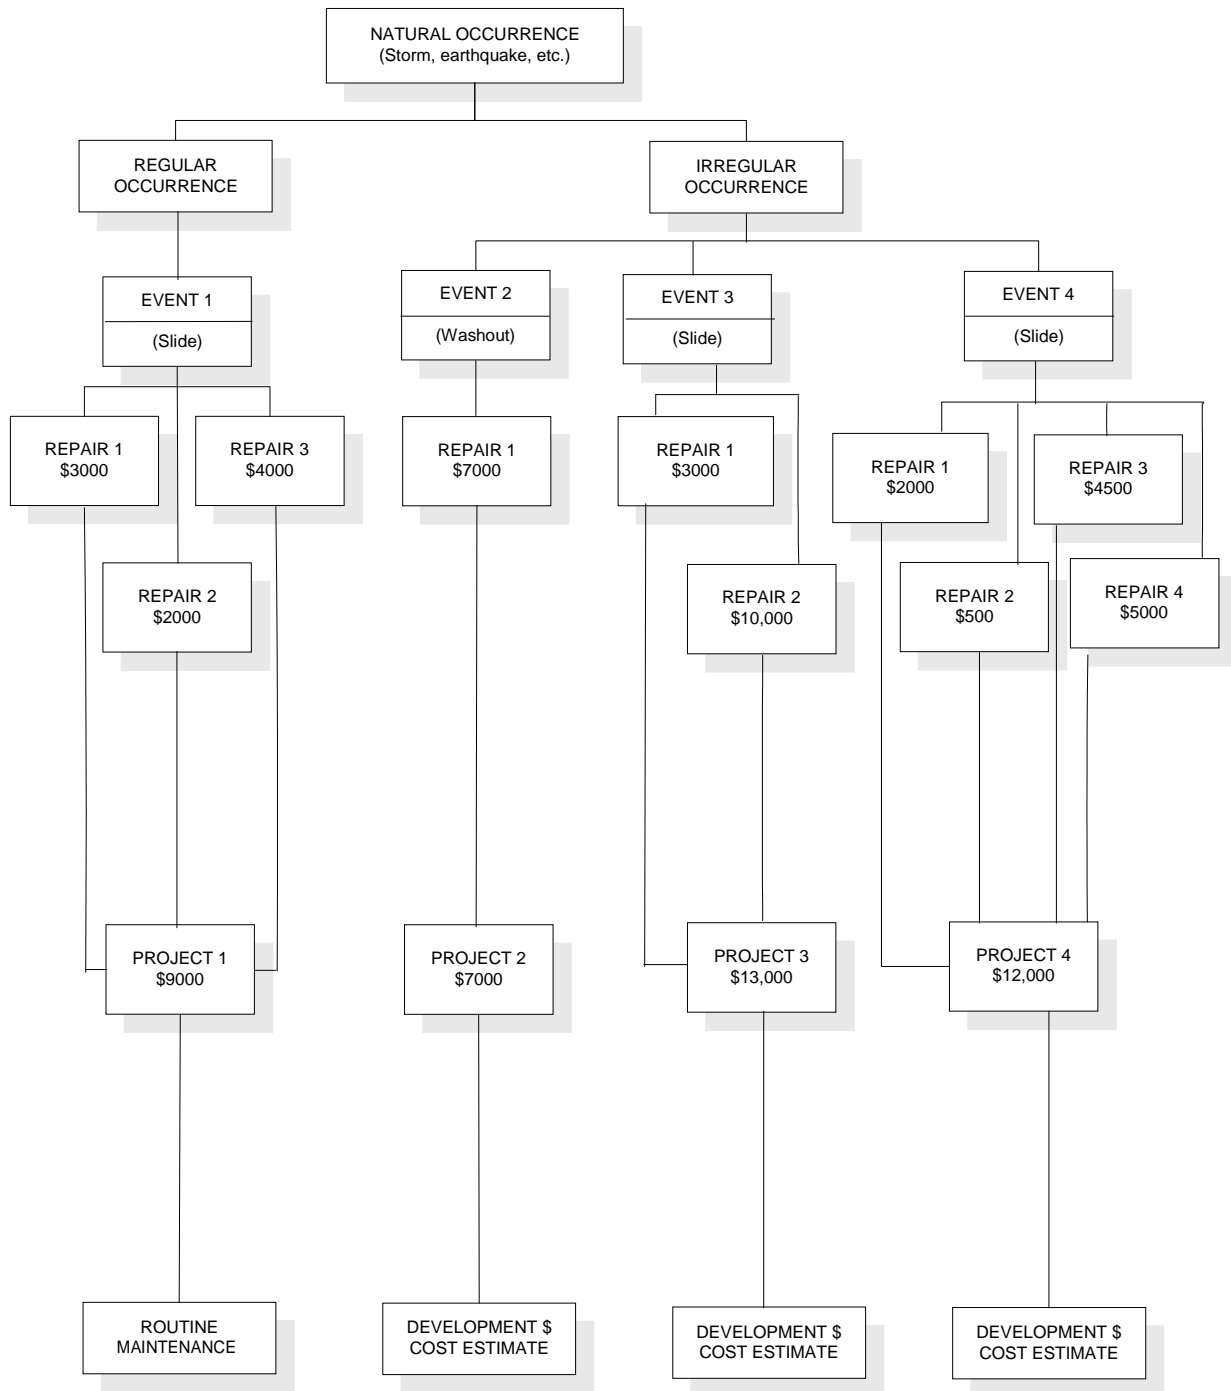 NATURAL OCCURRENCE
(Storm, earthquake, etc.)
REGULAR
OCCURRENCE
IRREGULAR
OCCURRENCE
EVENT 1
(Slide)
EVENT 2
(Washout)
EVENT 3
(Slide)
EVENT 4
(Slide)
REPAIR 1
$3000
REPAIR 3
$4000
REPAIR 1
$7000
REPAIR 1
$3000
REPAIR 1
$2000
REPAIR 3
$4500
REPAIR 2
$2000
REPAIR 2
$10,000
REPAIR 2
$500
REPAIR 4
$5000
PROJECT 1
$9000
PROJECT 2
$7000
PROJECT 3
$13,000
PROJECT 4
$12,000
ROUTINE
MAINTENANCE
DEVELOPMENT $
COST ESTIMATE
DEVELOPMENT $
COST ESTIMATE
DEVELOPMENT $
COST ESTIMATE